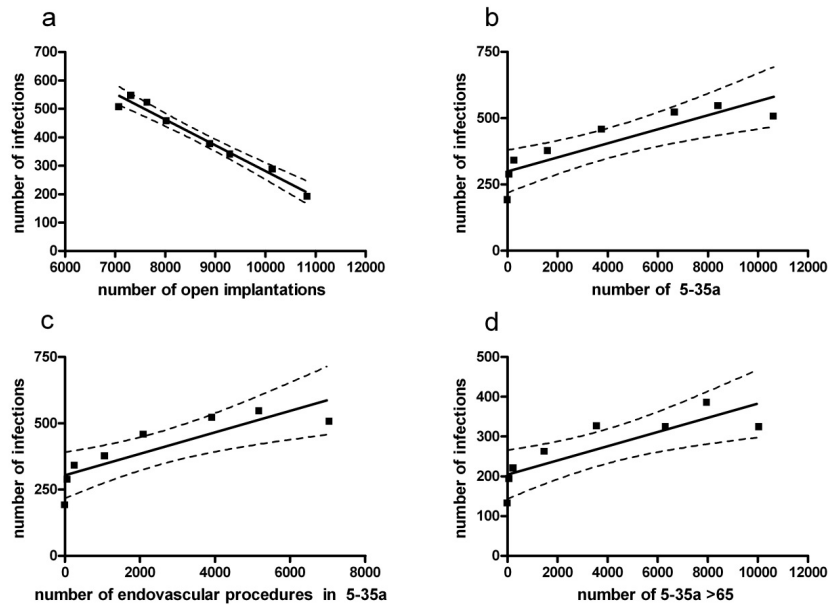 a
number of infections
700
600
500
400
300
200
100
0
6000 7000 8000 9000 10000 11000 12000
number of open implantations
b
number of infections
750
500
250
0
0 2000 4000 6000 8000 10000 12000
number of 5-35a
c
number of infections
750
500
250
0
0 2000 4000 6000 8000
number of endovascular procedures in 5-35a
d
number of infections
500
400
300
200
100
0
0 2000 4000 6000 8000 10000 12000
number of 5-35a >65